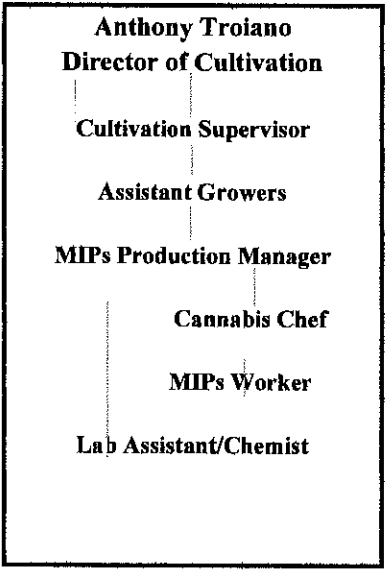 Anthony Troiano
Director of Cultivation
Cultivation Supervisor
Assistant Growers
MIPs Production Manager
Cannabis Chef
MIPs Worker
Lab Assistant/Chemist